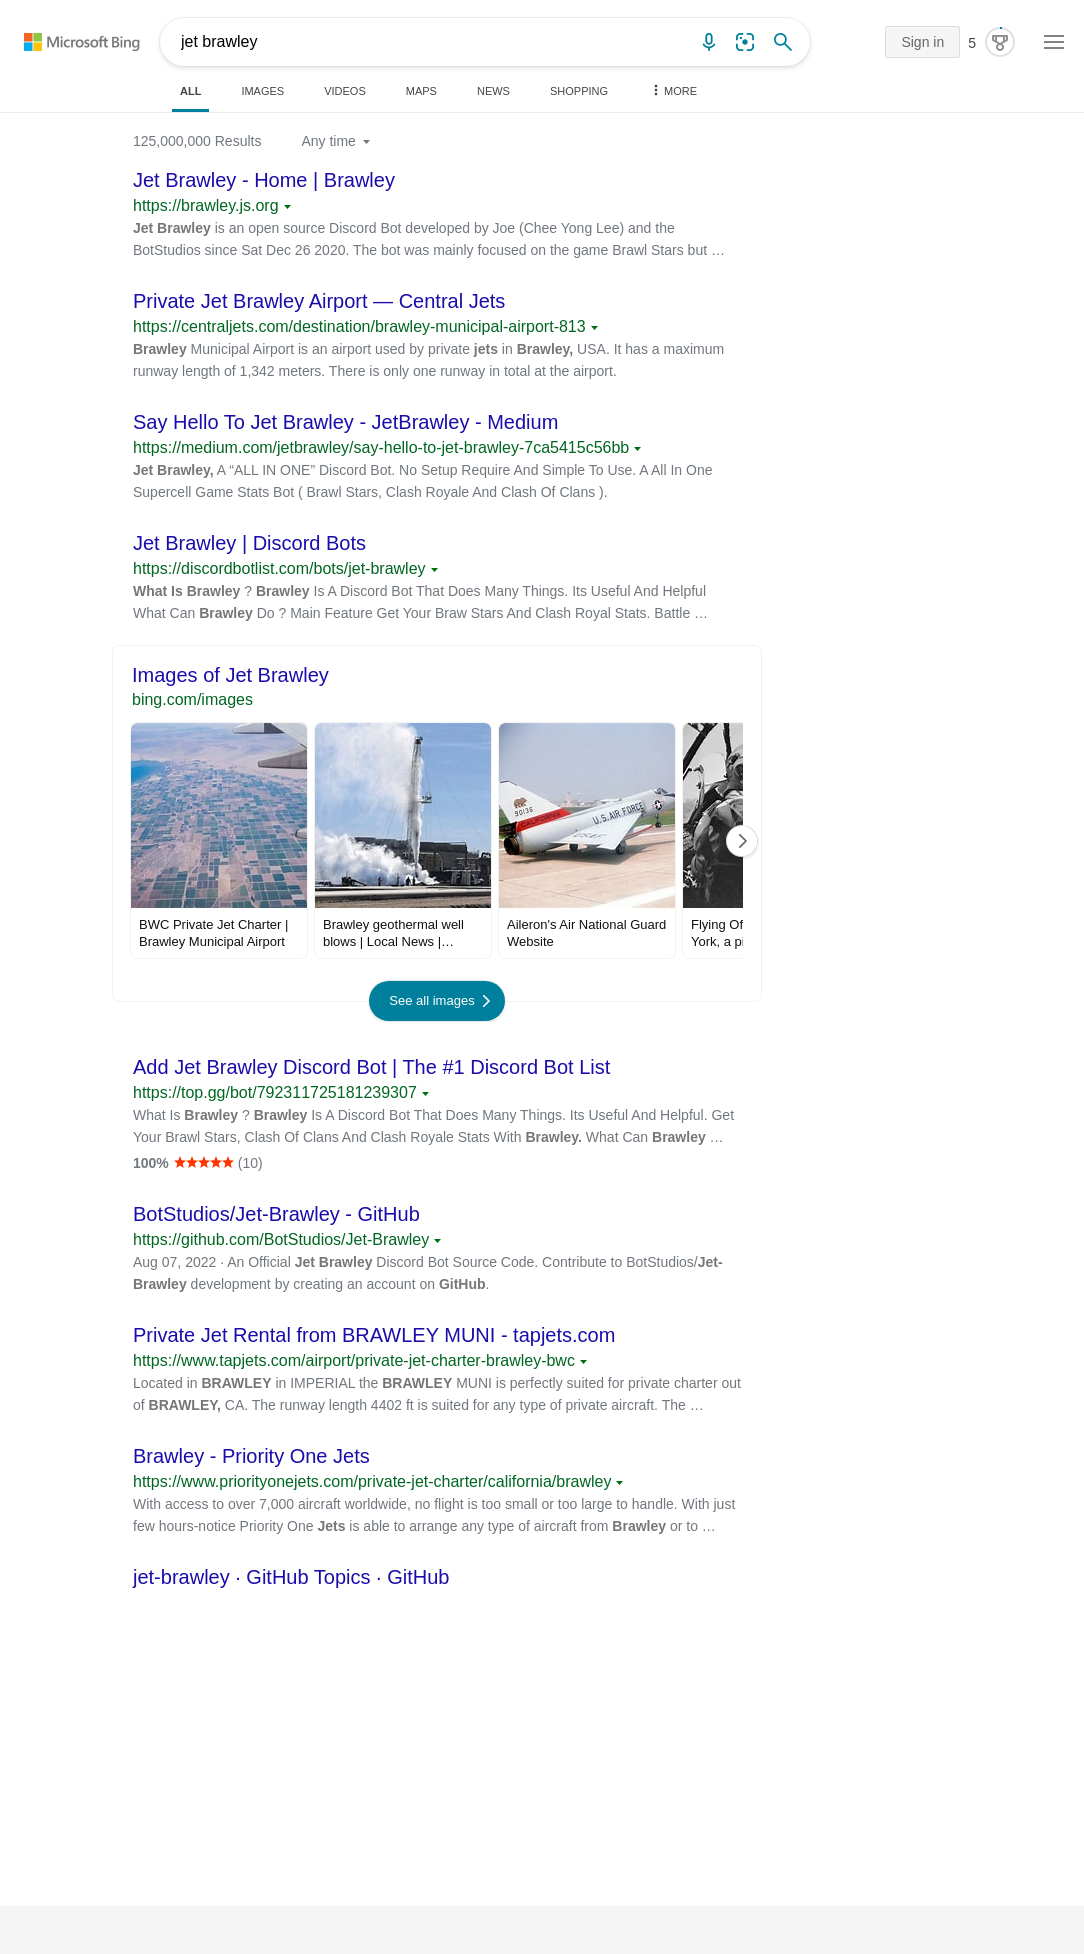 Microsoft Bing
jet brawley
Sign in
5
ALL
IMAGES
VIDEOS
MAPS
NEWS
SHOPPING
MORE
125,000,000 Results
Any time
Jet Brawley - Home | Brawley
https://brawley.js.org
Jet Brawley is an open source Discord Bot developed by Joe (Chee Yong Lee) and the
BotStudios since Sat Dec 26 2020. The bot was mainly focused on the game Brawl Stars but …
Private Jet Brawley Airport — Central Jets
https://centraljets.com/destination/brawley-municipal-airport-813
Brawley Municipal Airport is an airport used by private jets in Brawley, USA. It has a maximum
runway length of 1,342 meters. There is only one runway in total at the airport.
Say Hello To Jet Brawley - JetBrawley - Medium
https://medium.com/jetbrawley/say-hello-to-jet-brawley-7ca5415c56bb
Jet Brawley, A “ALL IN ONE” Discord Bot. No Setup Require And Simple To Use. A All In One
Supercell Game Stats Bot ( Brawl Stars, Clash Royale And Clash Of Clans ).
Jet Brawley | Discord Bots
https://discordbotlist.com/bots/jet-brawley
What Is Brawley ? Brawley Is A Discord Bot That Does Many Things. Its Useful And Helpful
What Can Brawley Do ? Main Feature Get Your Braw Stars And Clash Royal Stats. Battle …
Images of Jet Brawley
bing.com/images
90136
CALIFORNIA
U.S. AIR FORCE
USAF
BWC Private Jet Charter |
Brawley Municipal Airport
Brawley geothermal well
blows | Local News |…
Aileron's Air National Guard
Website
Flying Of
York, a pi
See all images
Add Jet Brawley Discord Bot | The #1 Discord Bot List
https://top.gg/bot/792311725181239307
What Is Brawley ? Brawley Is A Discord Bot That Does Many Things. Its Useful And Helpful. Get
Your Brawl Stars, Clash Of Clans And Clash Royale Stats With Brawley. What Can Brawley …
100% (10)
BotStudios/Jet-Brawley - GitHub
https://github.com/BotStudios/Jet-Brawley
Aug 07, 2022 · An Official Jet Brawley Discord Bot Source Code. Contribute to BotStudios/Jet-
Brawley development by creating an account on GitHub.
Private Jet Rental from BRAWLEY MUNI - tapjets.com
https://www.tapjets.com/airport/private-jet-charter-brawley-bwc
Located in BRAWLEY in IMPERIAL the BRAWLEY MUNI is perfectly suited for private charter out
of BRAWLEY, CA. The runway length 4402 ft is suited for any type of private aircraft. The …
Brawley - Priority One Jets
https://www.priorityonejets.com/private-jet-charter/california/brawley
With access to over 7,000 aircraft worldwide, no flight is too small or too large to handle. With just
few hours-notice Priority One Jets is able to arrange any type of aircraft from Brawley or to …
jet-brawley · GitHub Topics · GitHub